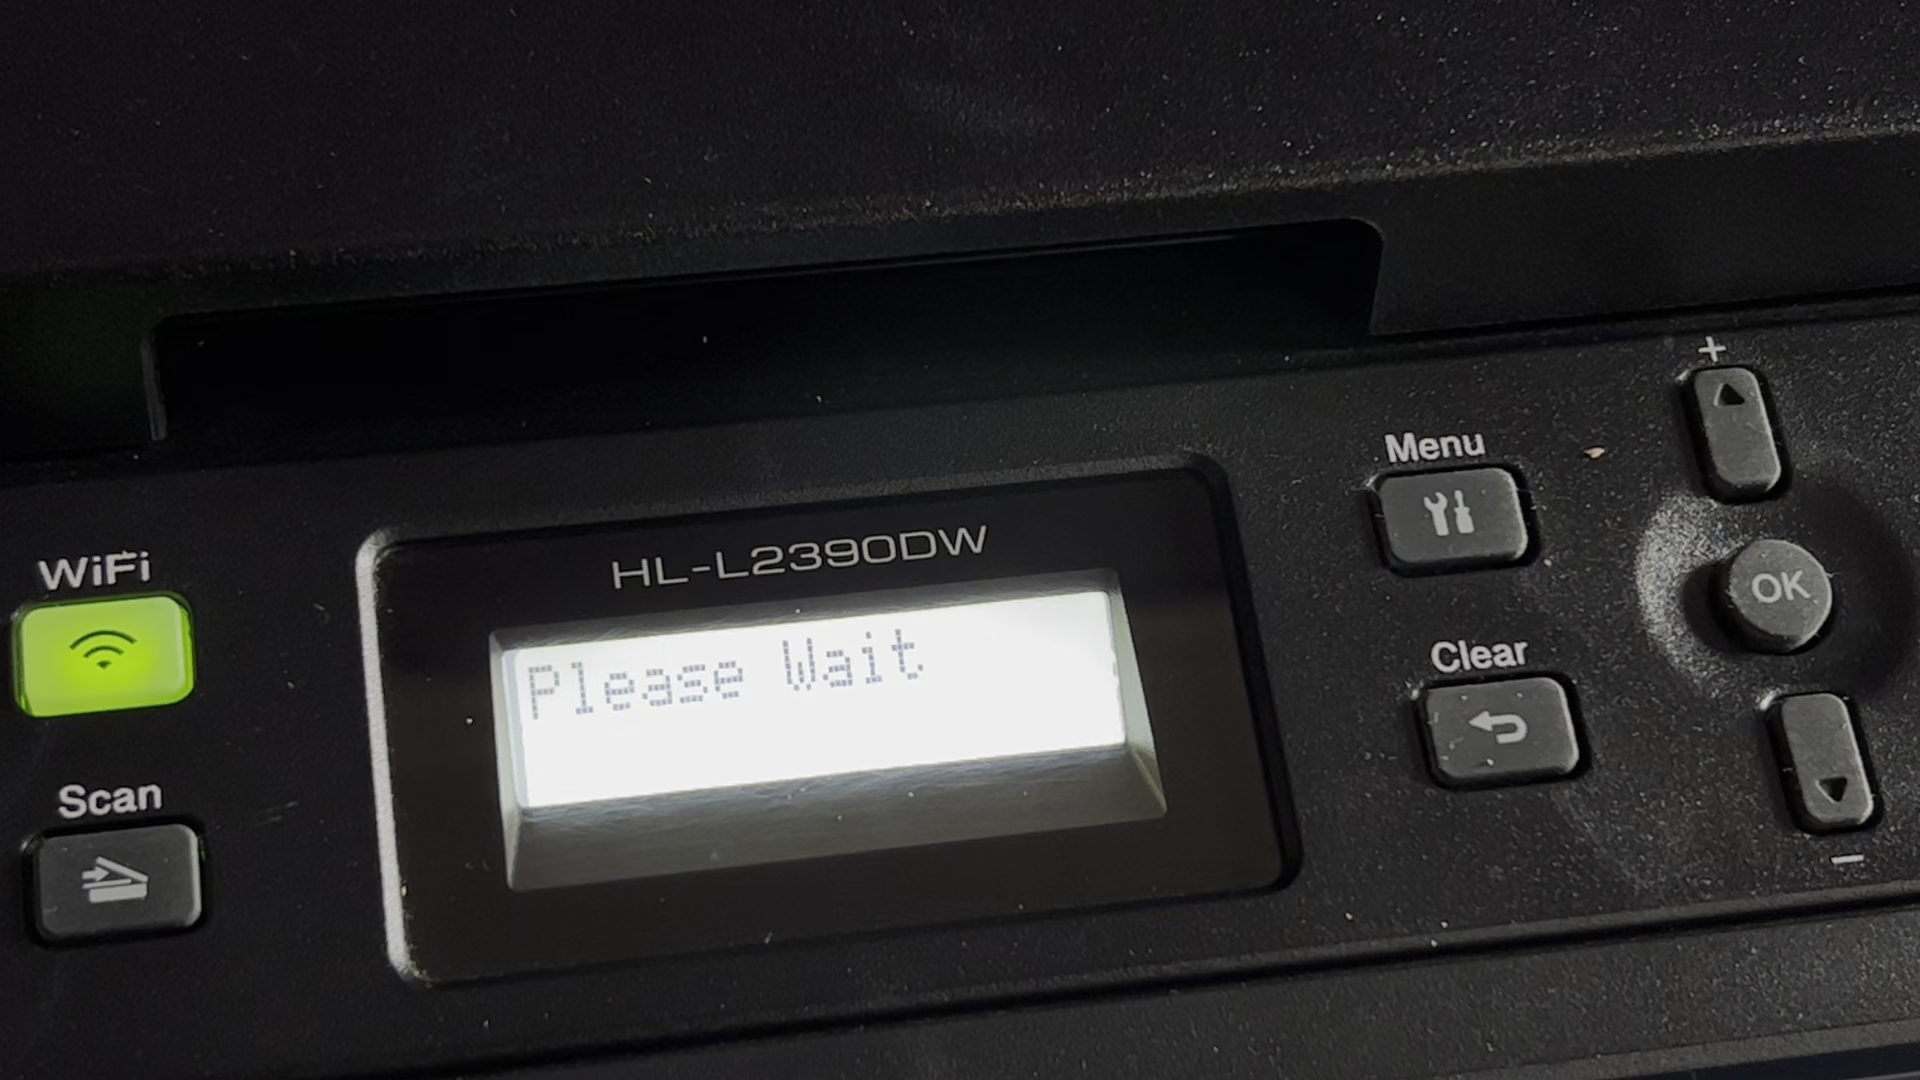 HL-L2390DW
Please Wait
WiFi
Scan
Menu
Clear
+
OK
−